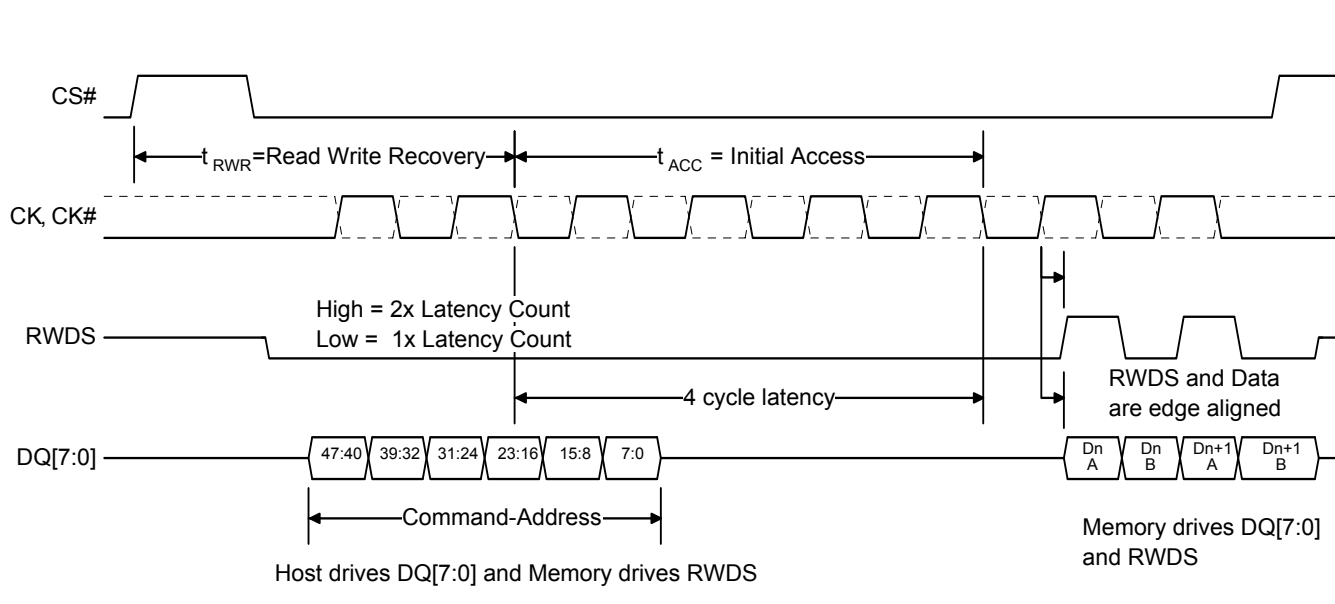 CS#
t RWR=Read Write Recovery
t ACC = Initial Access
CK, CK#
High = 2x Latency Count
Low = 1x Latency Count
RWDS
4 cycle latency
RWDS and Data
are edge aligned
DQ[7:0]
47:40 39:32 31:24 23:16 15:8 7:0
Dn Dn Dn+1 Dn+1
A B A B
Command-Address
Memory drives DQ[7:0]
and RWDS
Host drives DQ[7:0] and Memory drives RWDS